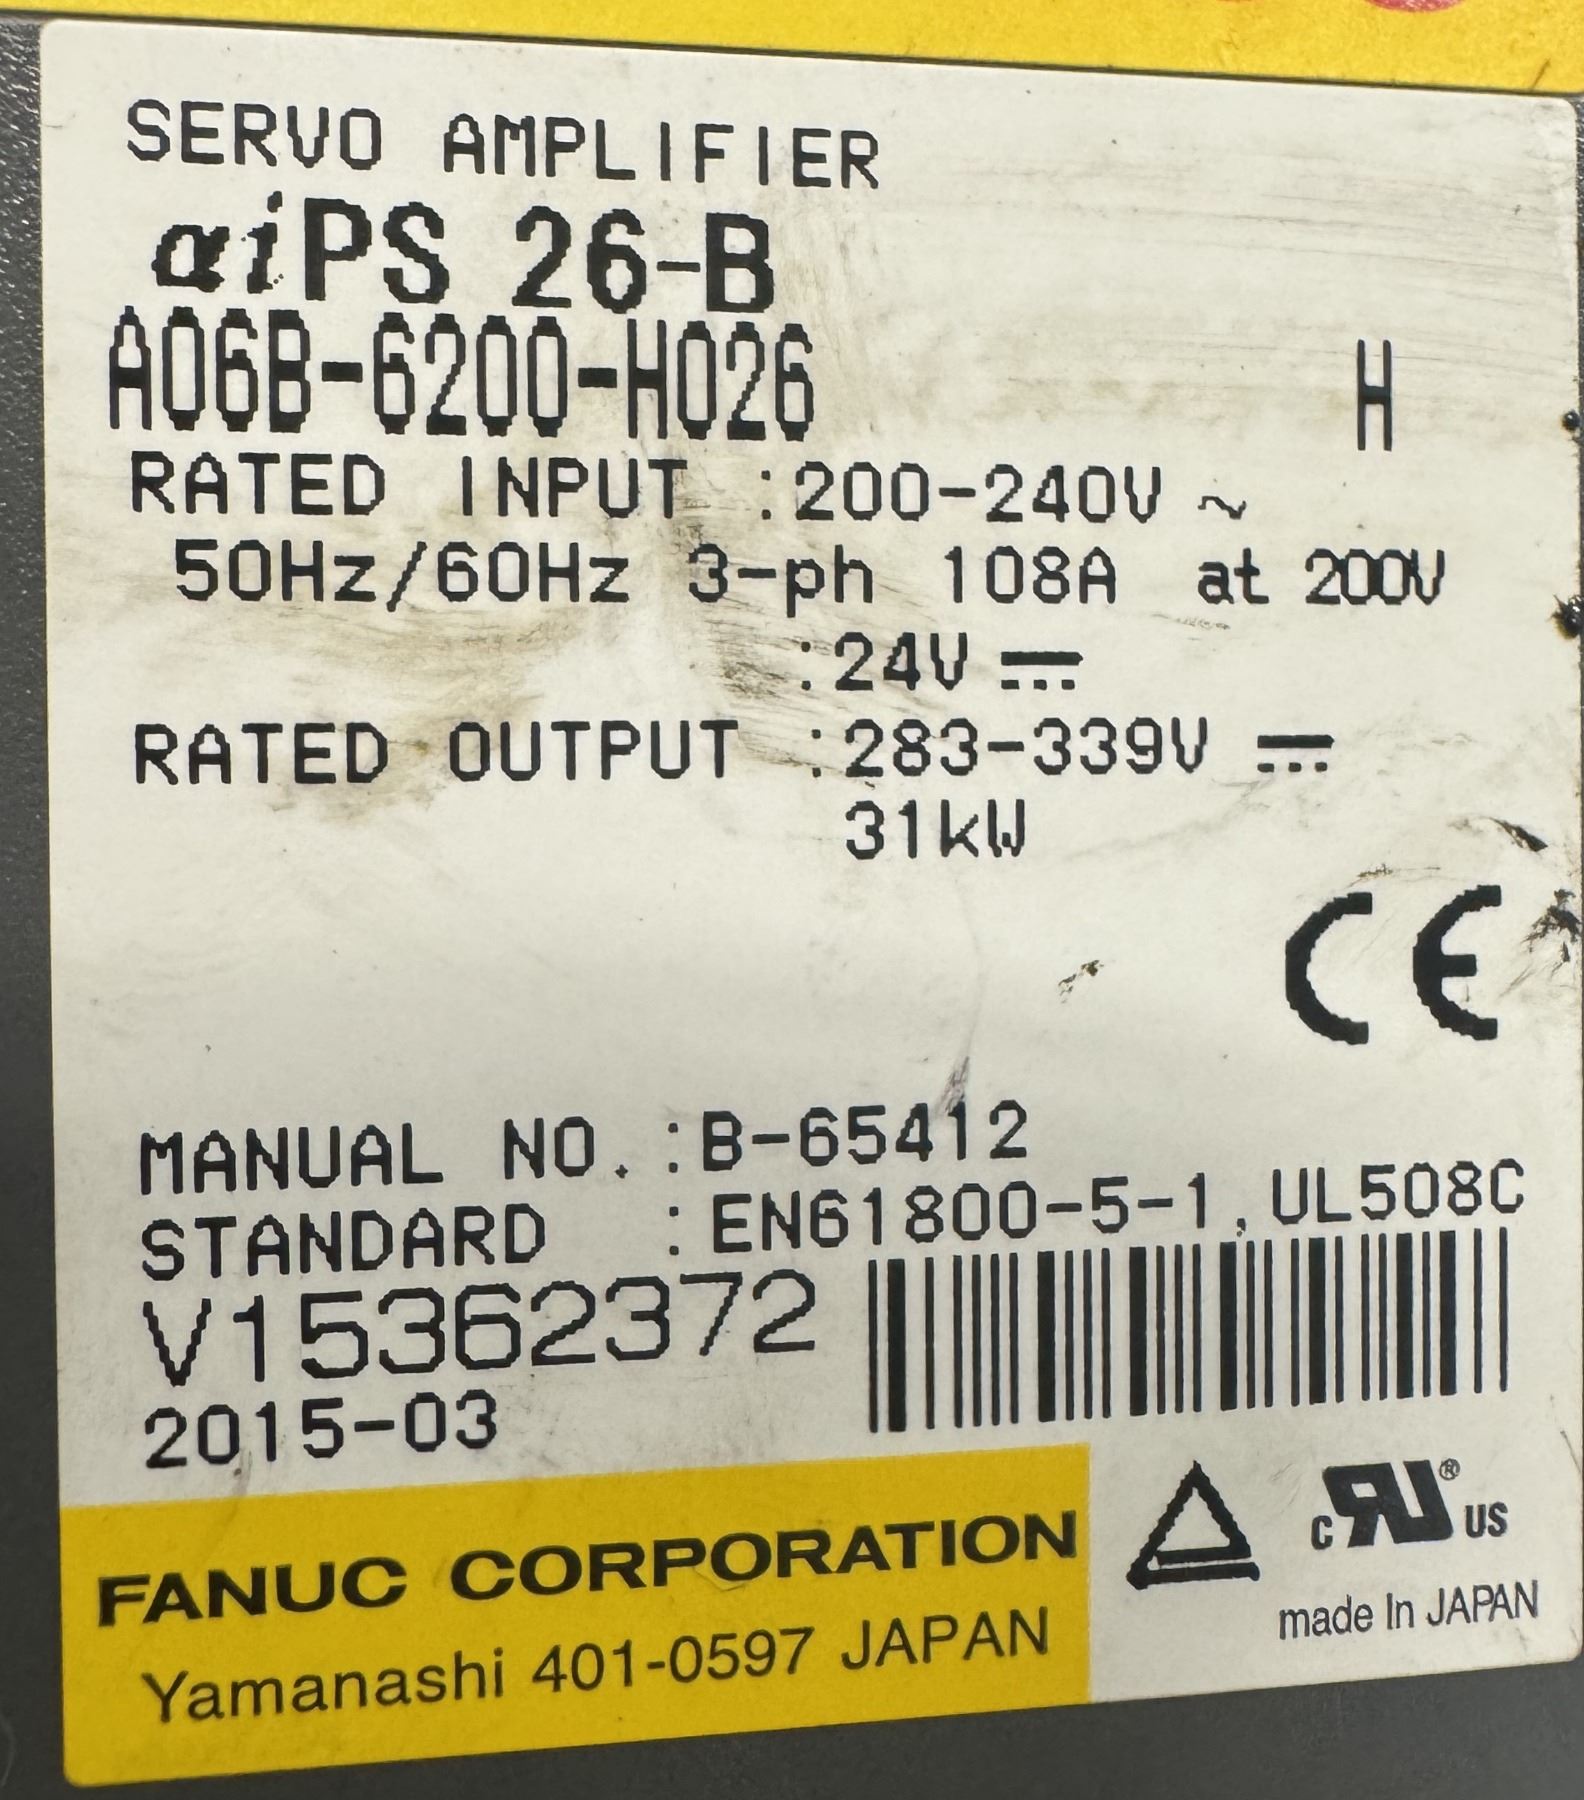 SERVO AMPLIFIER
αiPS 26-B
A06B-6200-H026 H
RATED INPUT :200-240V ~
50Hz/60Hz 3-ph 108A at 200V
:24V ⎓
RATED OUTPUT :283-339V ⎓
31kW
CE
MANUAL NO.:B-65412
STANDARD :EN61800-5-1,UL508C
V15362372
2015-03
FANUC CORPORATION
Yamanashi 401-0597 JAPAN
c RU® US
made In JAPAN